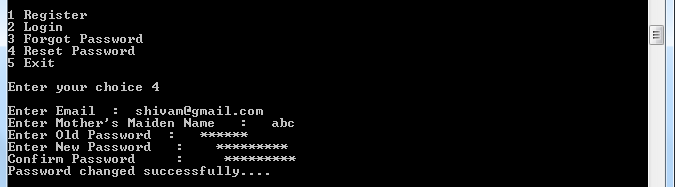 1 Register
2 Login
3 Forgot Password
4 Reset Password
5 Exit
Enter your choice 4
Enter Email : shivam@gmail.com
Enter Mother's Maiden Name : abc
Enter Old Password : ******
Enter New Password : *********
Confirm Password : *********
Password changed successfully....